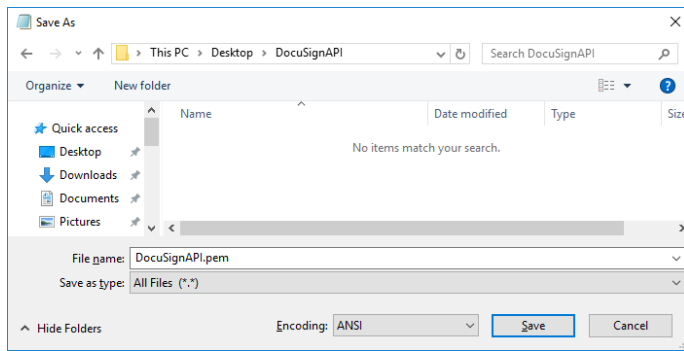 Save As
This PC > Desktop > DocuSignAPI
Search DocuSignAPI
Organize
New folder
Name
Date modified
Type
Size
Quick access
Desktop
Downloads
Documents
Pictures
No items match your search.
File name: DocuSignAPI.pem
Save as type: All Files (*.*)
Hide Folders
Encoding: ANSI
Save
Cancel